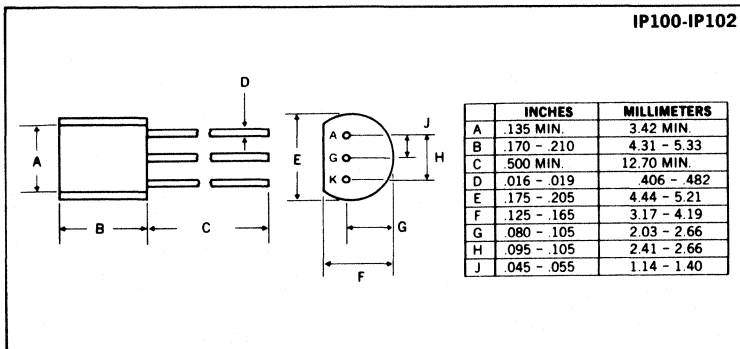 IP100-IP102
D
J
A
A
G
K
E
H
B
C
G
F
INCHES MILLIMETERS
A .135 MIN. 3.42 MIN.
B .170 - .210 4.31 - 5.33
C .500 MIN. 12.70 MIN.
D .016 - .019 .406 - .482
E .175 - .205 4.44 - 5.21
F .125 - .165 3.17 - 4.19
G .080 - .105 2.03 - 2.66
H .095 - .105 2.41 - 2.66
J .045 - .055 1.14 - 1.40